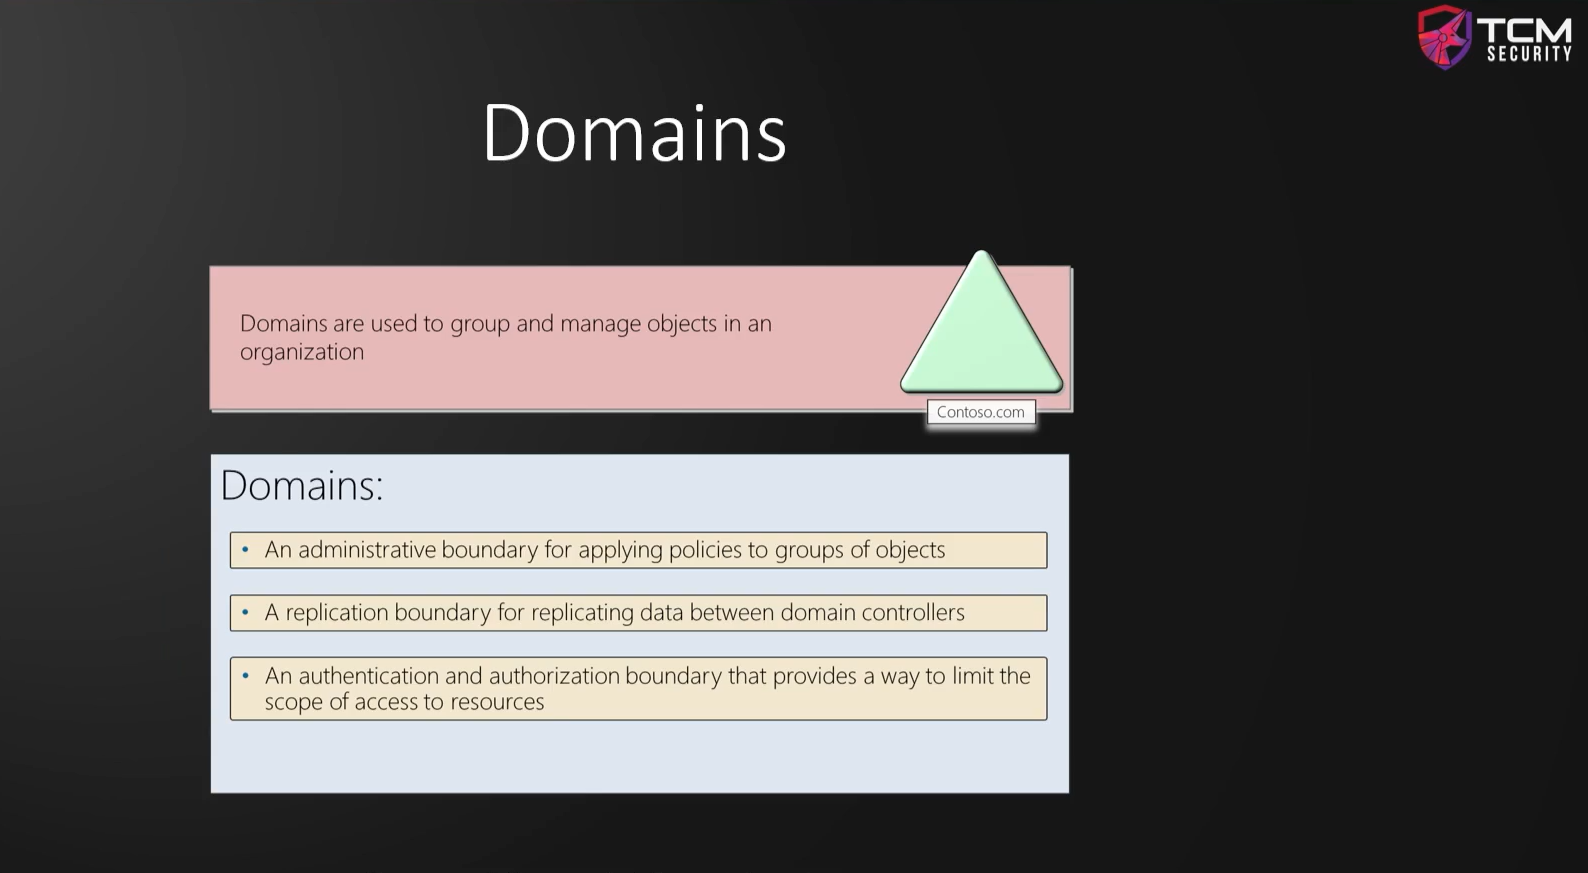 TCM
SECURITY
Domains
Domains are used to group and manage objects in an
organization
Contoso.com
Domains:
• An administrative boundary for applying policies to groups of objects
• A replication boundary for replicating data between domain controllers
• An authentication and authorization boundary that provides a way to limit the
scope of access to resources